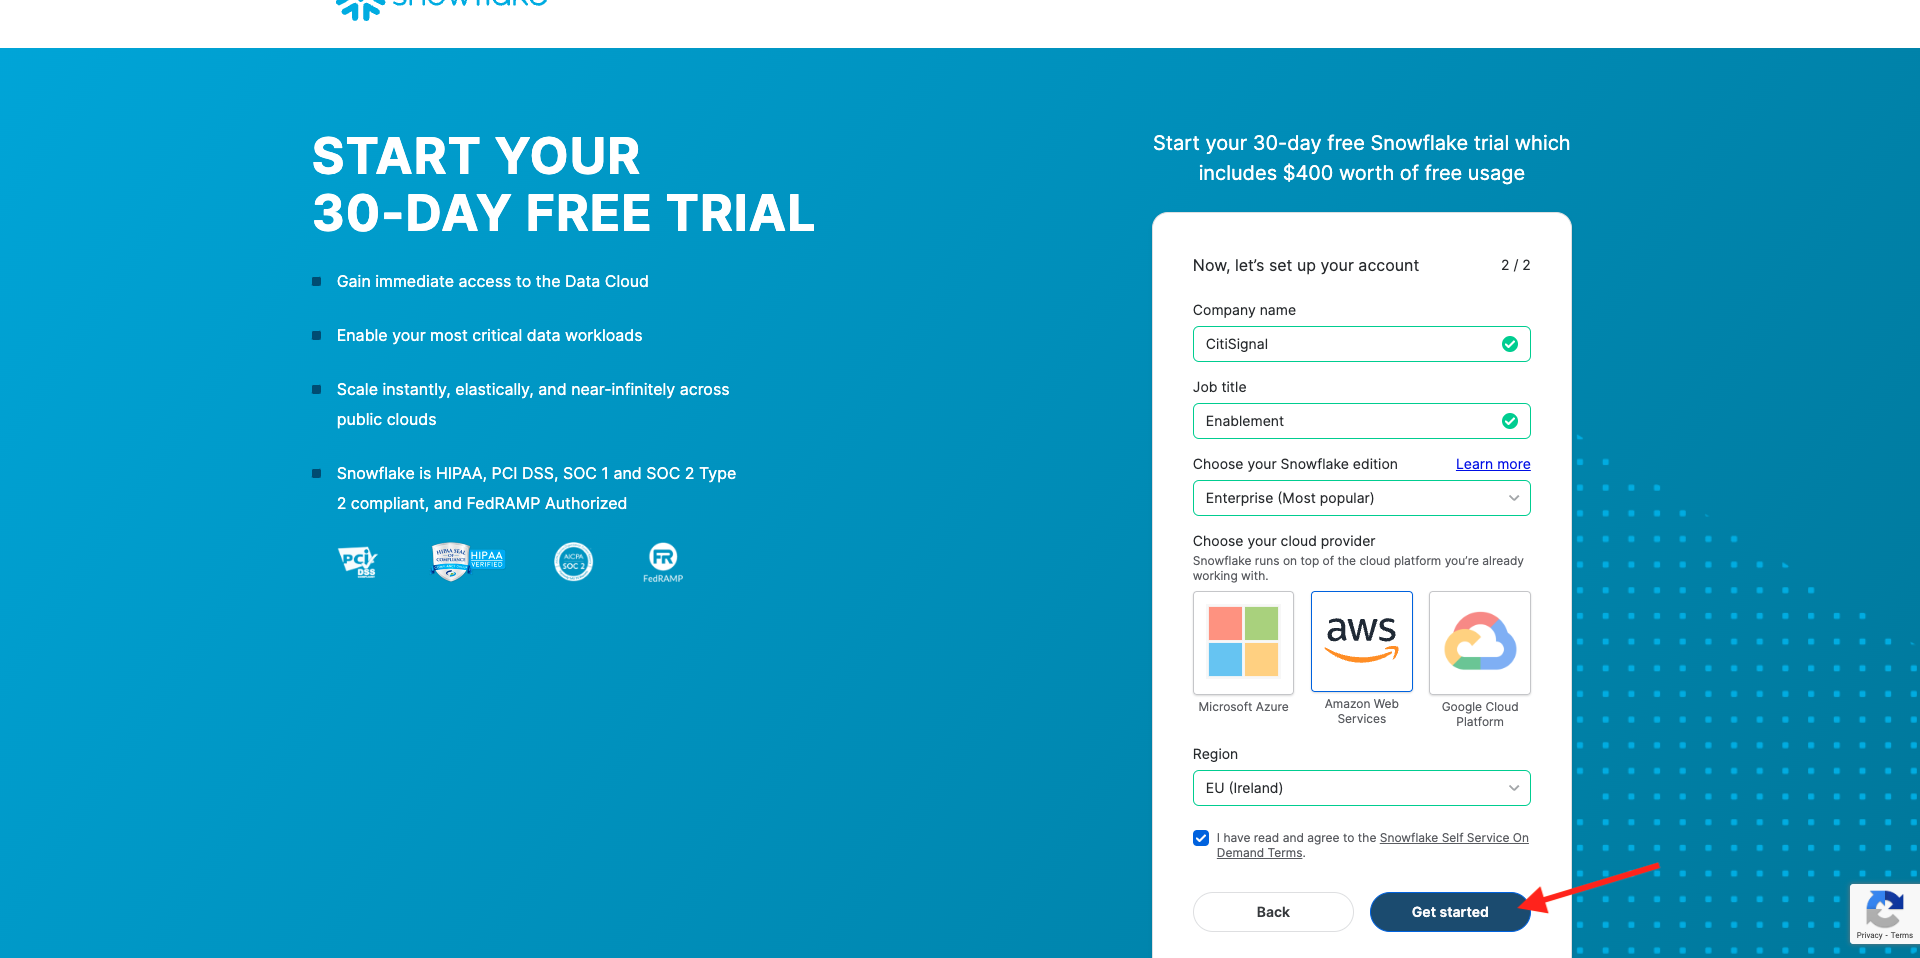 snowflake
START YOUR
30-DAY FREE TRIAL
Gain immediate access to the Data Cloud
Enable your most critical data workloads
Scale instantly, elastically, and near-infinitely across
public clouds
Snowflake is HIPAA, PCI DSS, SOC 1 and SOC 2 Type
2 compliant, and FedRAMP Authorized
PCI
DSS
HIPAA SEAL
OF
COMPLIANCE
HIPAA
VERIFIED
AICPA
SOC 2
FR
FedRAMP
Start your 30-day free Snowflake trial which
includes $400 worth of free usage
Now, let’s set up your account 2 / 2
Company name
CitiSignal
Job title
Enablement
Choose your Snowflake edition Learn more
Enterprise (Most popular)
Choose your cloud provider
Snowflake runs on top of the cloud platform you’re already
working with.
aws
Microsoft Azure
Amazon Web
Services
Google Cloud
Platform
Region
EU (Ireland)
I have read and agree to the Snowflake Self Service On
Demand Terms.
Back Get started
Privacy - Terms